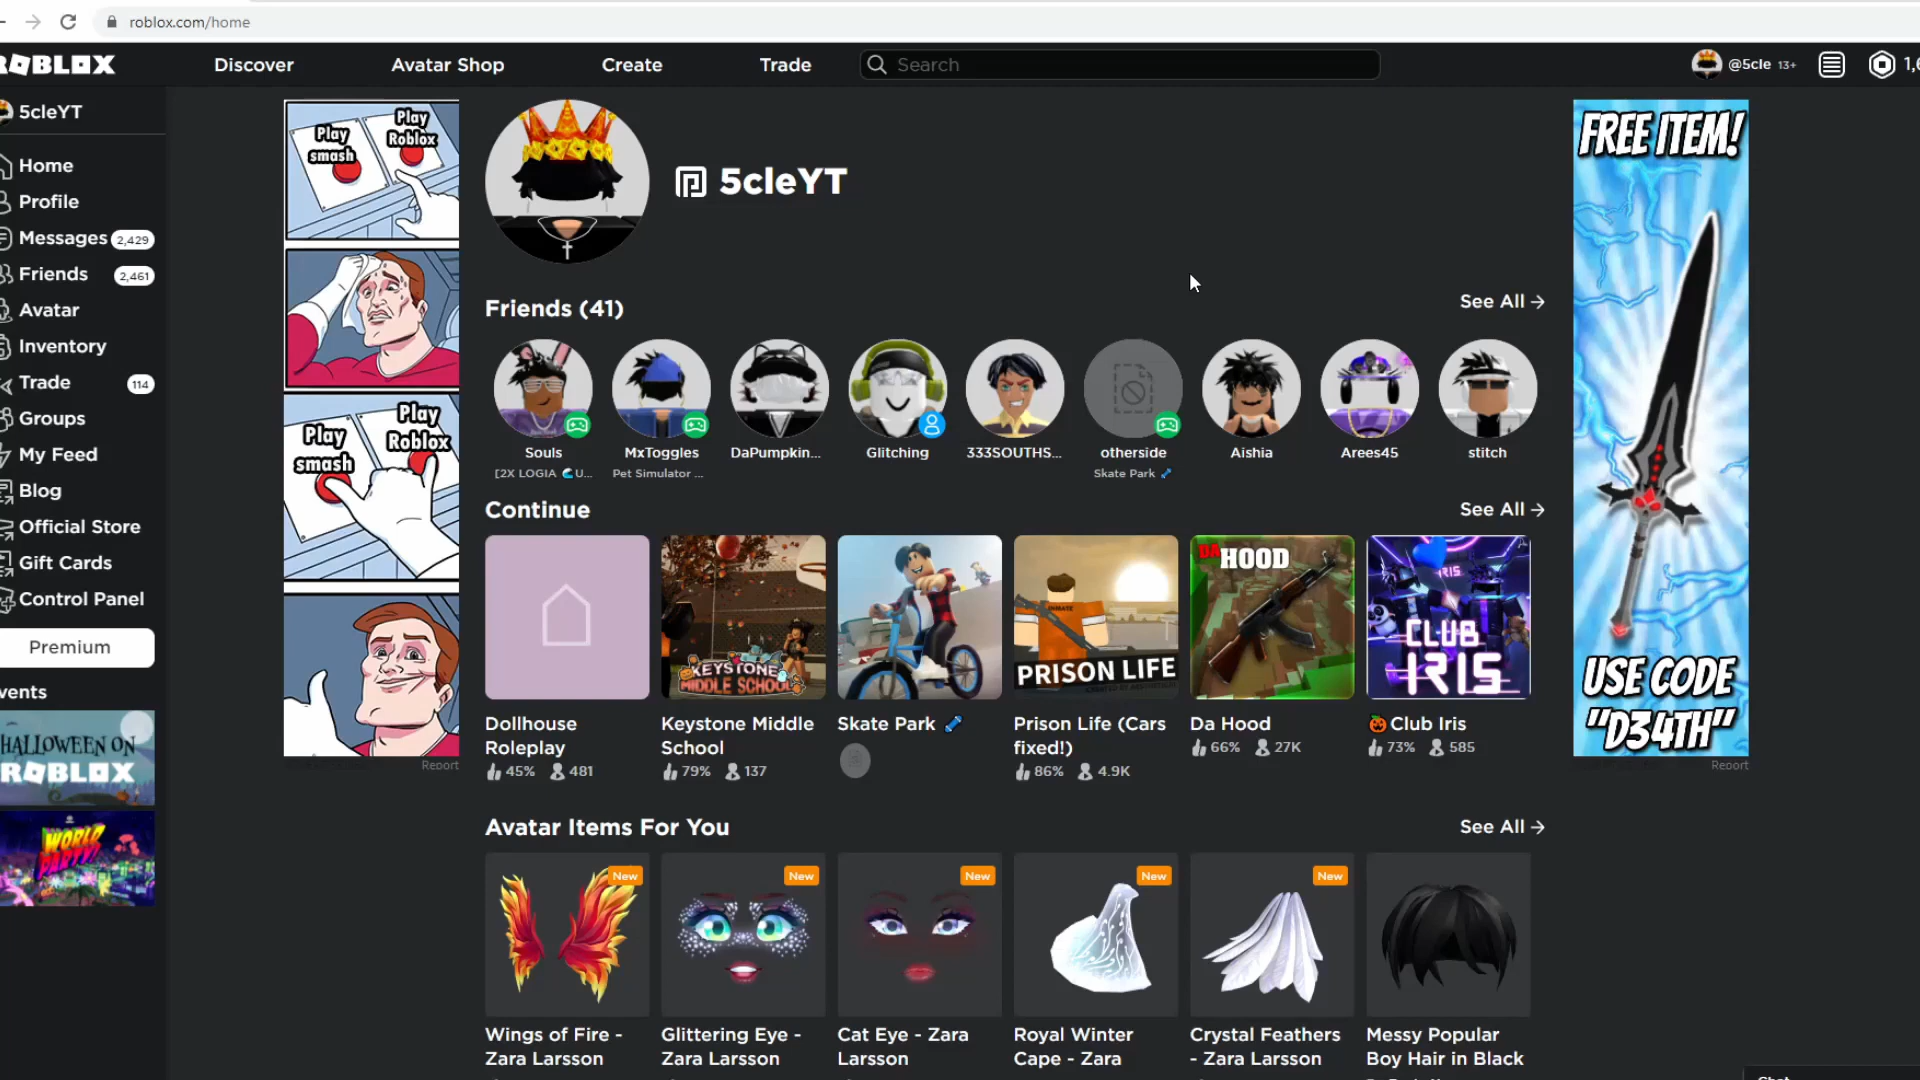 roblox.com/home
ROBLOX
Discover
Avatar Shop
Create
Trade
Search
@5cle 13+
5cleYT
Home
Profile
Messages 2,429
Friends 2,461
Avatar
Inventory
Trade 114
Groups
My Feed
Blog
Official Store
Gift Cards
Control Panel
Premium
vents
HALLOWEEN ON
ROBLOX
WORLD
PARTY!
Play
smash
Play
Roblox
Play
smash
Play
Roblox
Report
5cleYT
Friends (41)
See All
Souls
[2X LOGIA 🌊U...
MxToggles
Pet Simulator ...
DaPumpkin...
Glitching
333SOUTHS...
otherside
Skate Park
Aishia
Arees45
stitch
Continue
See All
KEYSTONE
MIDDLE SCHOOL
PRISON LIFE
DA HOOD
IRIS
CLUB
IRIS
Dollhouse
Roleplay
45% 481
Keystone Middle
School
79% 137
Skate Park
Prison Life (Cars
fixed!)
86% 4.9K
Da Hood
66% 27K
🎃Club Iris
73% 585
Avatar Items For You
See All
New
New
New
New
New
Wings of Fire -
Zara Larsson
Glittering Eye -
Zara Larsson
Cat Eye - Zara
Larsson
Royal Winter
Cape - Zara
Crystal Feathers
- Zara Larsson
Messy Popular
Boy Hair in Black
FREE ITEM!
USE CODE
"D34TH"
Report